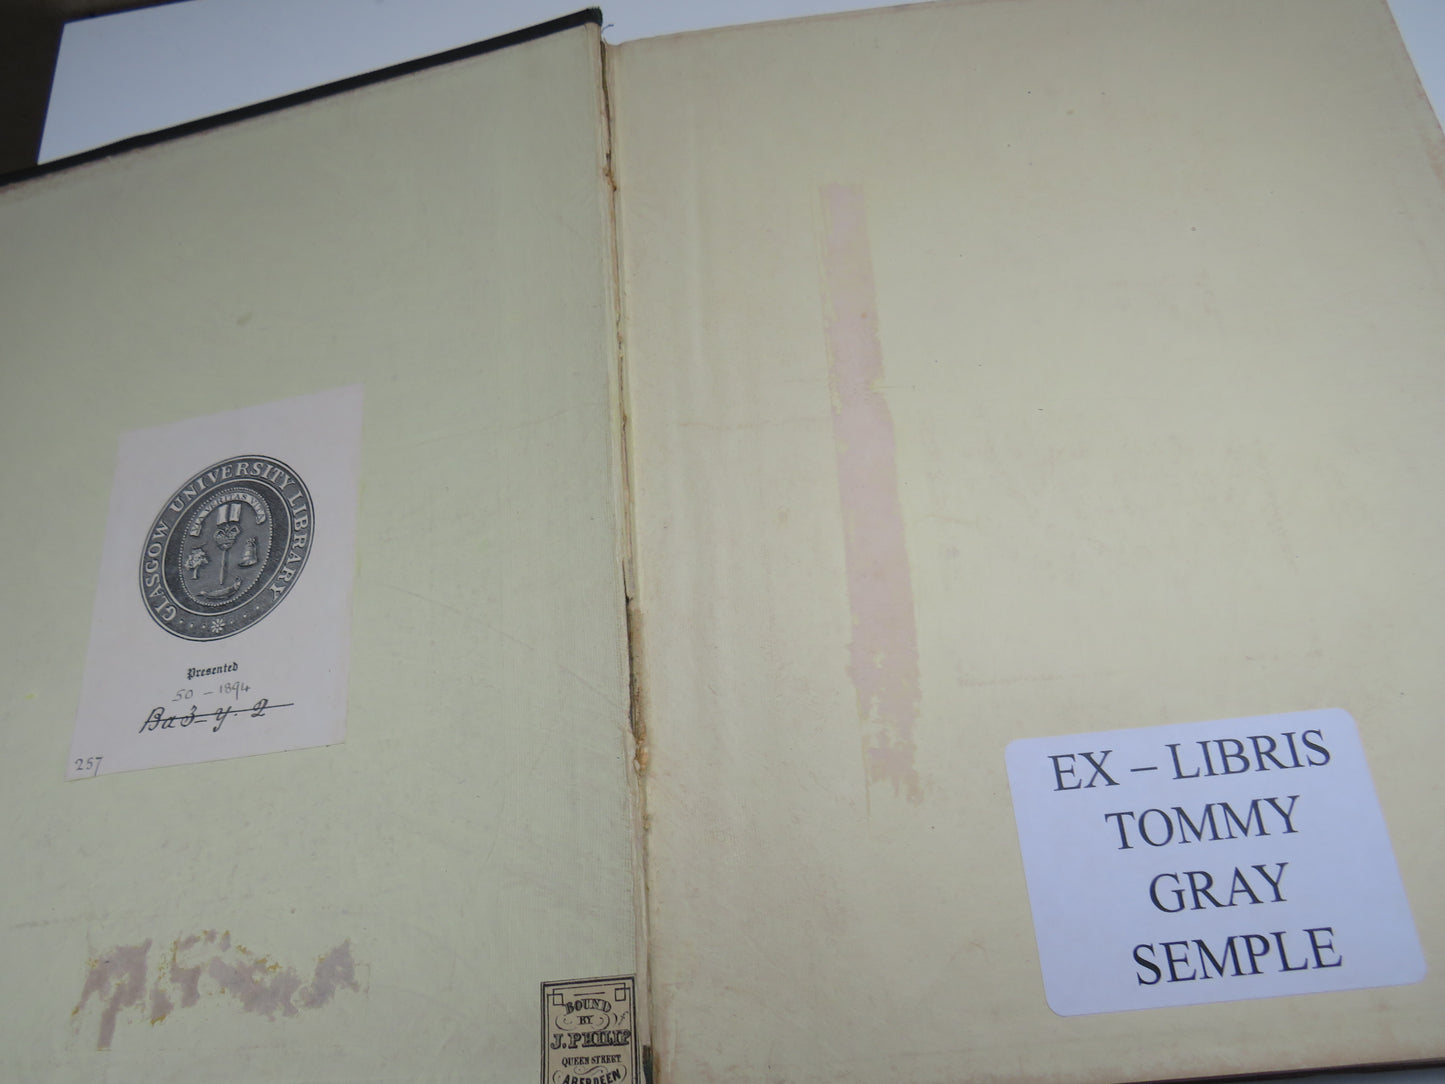 GLASGOW UNIVERSITY LIBRARY
VIA VERITAS VITA
Presented
50 – 1894
Ba3 – y. 2
257
BOUND
BY
J. PHILIP
QUEEN STREET
ABERDEEN
EX – LIBRIS
TOMMY
GRAY
SEMPLE